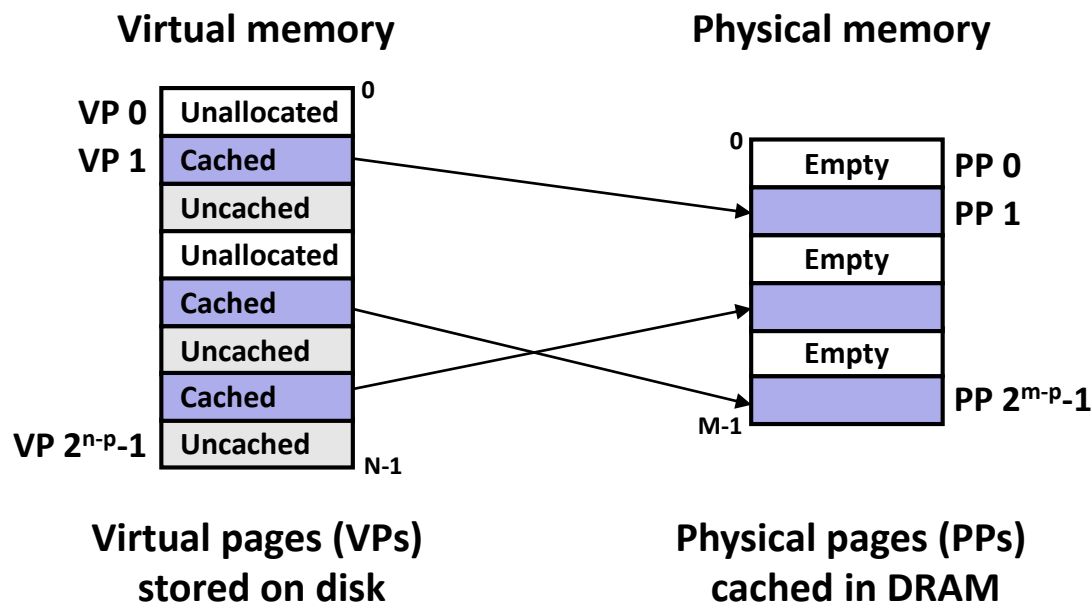 Virtual memory
Physical memory
0
VP 0 Unallocated
VP 1 Cached
Uncached
Unallocated
Cached
Uncached
Cached
VP 2ⁿ⁻ᵖ-1 Uncached
N-1
0
Empty PP 0
PP 1
Empty
Empty
PP 2ᵐ⁻ᵖ-1
M-1
Virtual pages (VPs)
stored on disk
Physical pages (PPs)
cached in DRAM